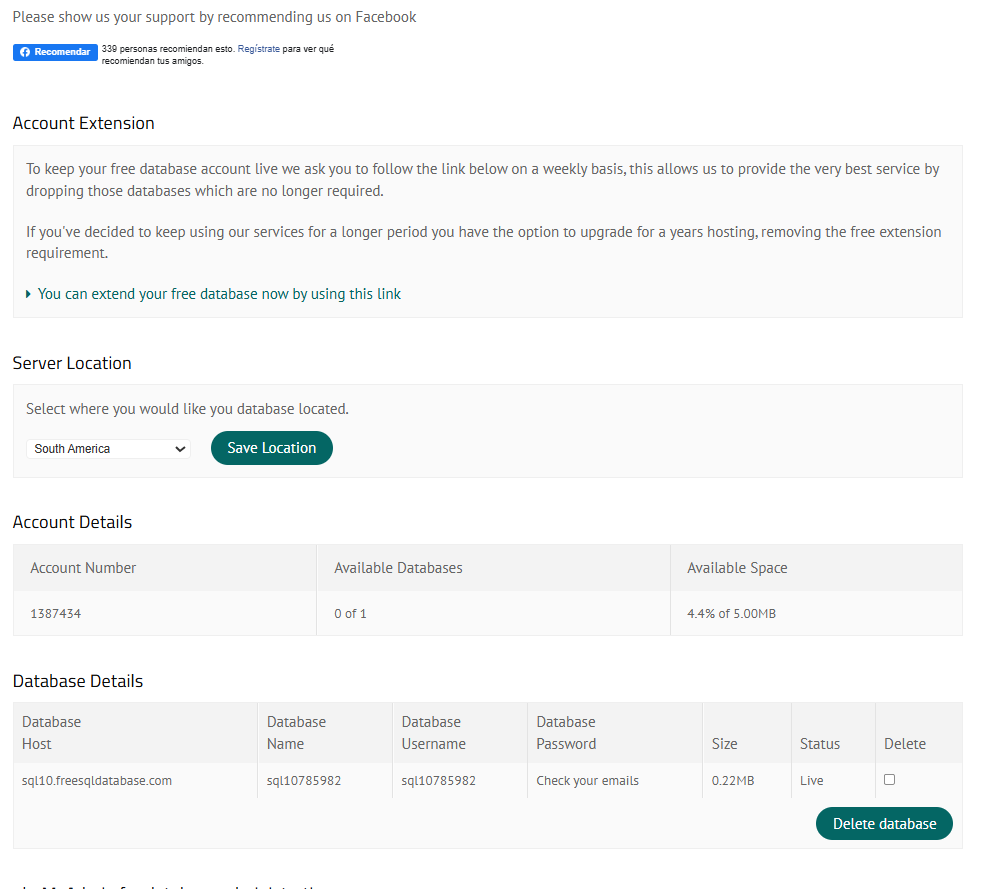 Please show us your support by recommending us on Facebook
Recomendar
339 personas recomiendan esto. Regístrate para ver qué
recomiendan tus amigos.
Account Extension
To keep your free database account live we ask you to follow the link below on a weekly basis, this allows us to provide the very best service by
dropping those databases which are no longer required.
If you've decided to keep using our services for a longer period you have the option to upgrade for a years hosting, removing the free extension
requirement.
You can extend your free database now by using this link
Server Location
Select where you would like you database located.
South America
Save Location
Account Details
Account Number Available Databases Available Space
1387434 0 of 1 4.4% of 5.00MB
Database Details
Database Database Database Database
Host Name Username Password Size Status Delete
sql10.freesqldatabase.com sql10785982 sql10785982 Check your emails 0.22MB Live
Delete database